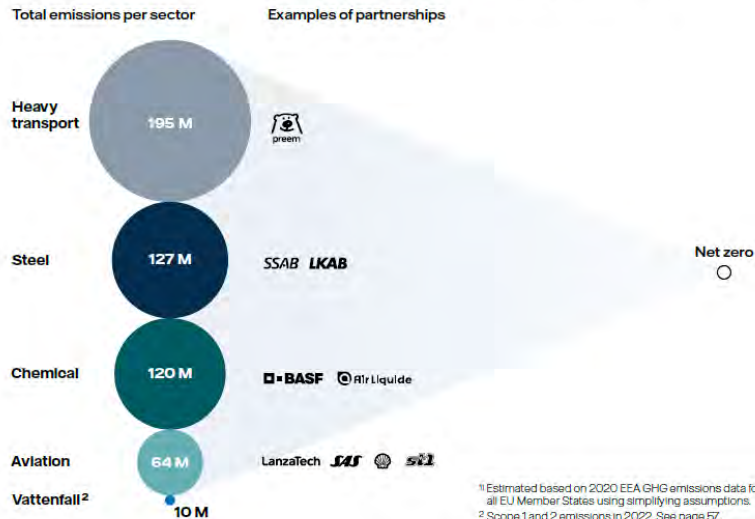 Total emissions per sector
Examples of partnerships
Heavy
transport
195 M
preem
Net zero
Steel
127 M
SSAB LKAB
Chemical
120 M
BASF Air Liquide
Aviation
64 M
LanzaTech SAS St1
Vattenfall²
10 M
¹⁾ Estimated based on 2020 EEA GHG emissions data fo
all EU Member States using simplifying assumptions.
² Scope 1 and 2 emissions in 2022. See page 57.